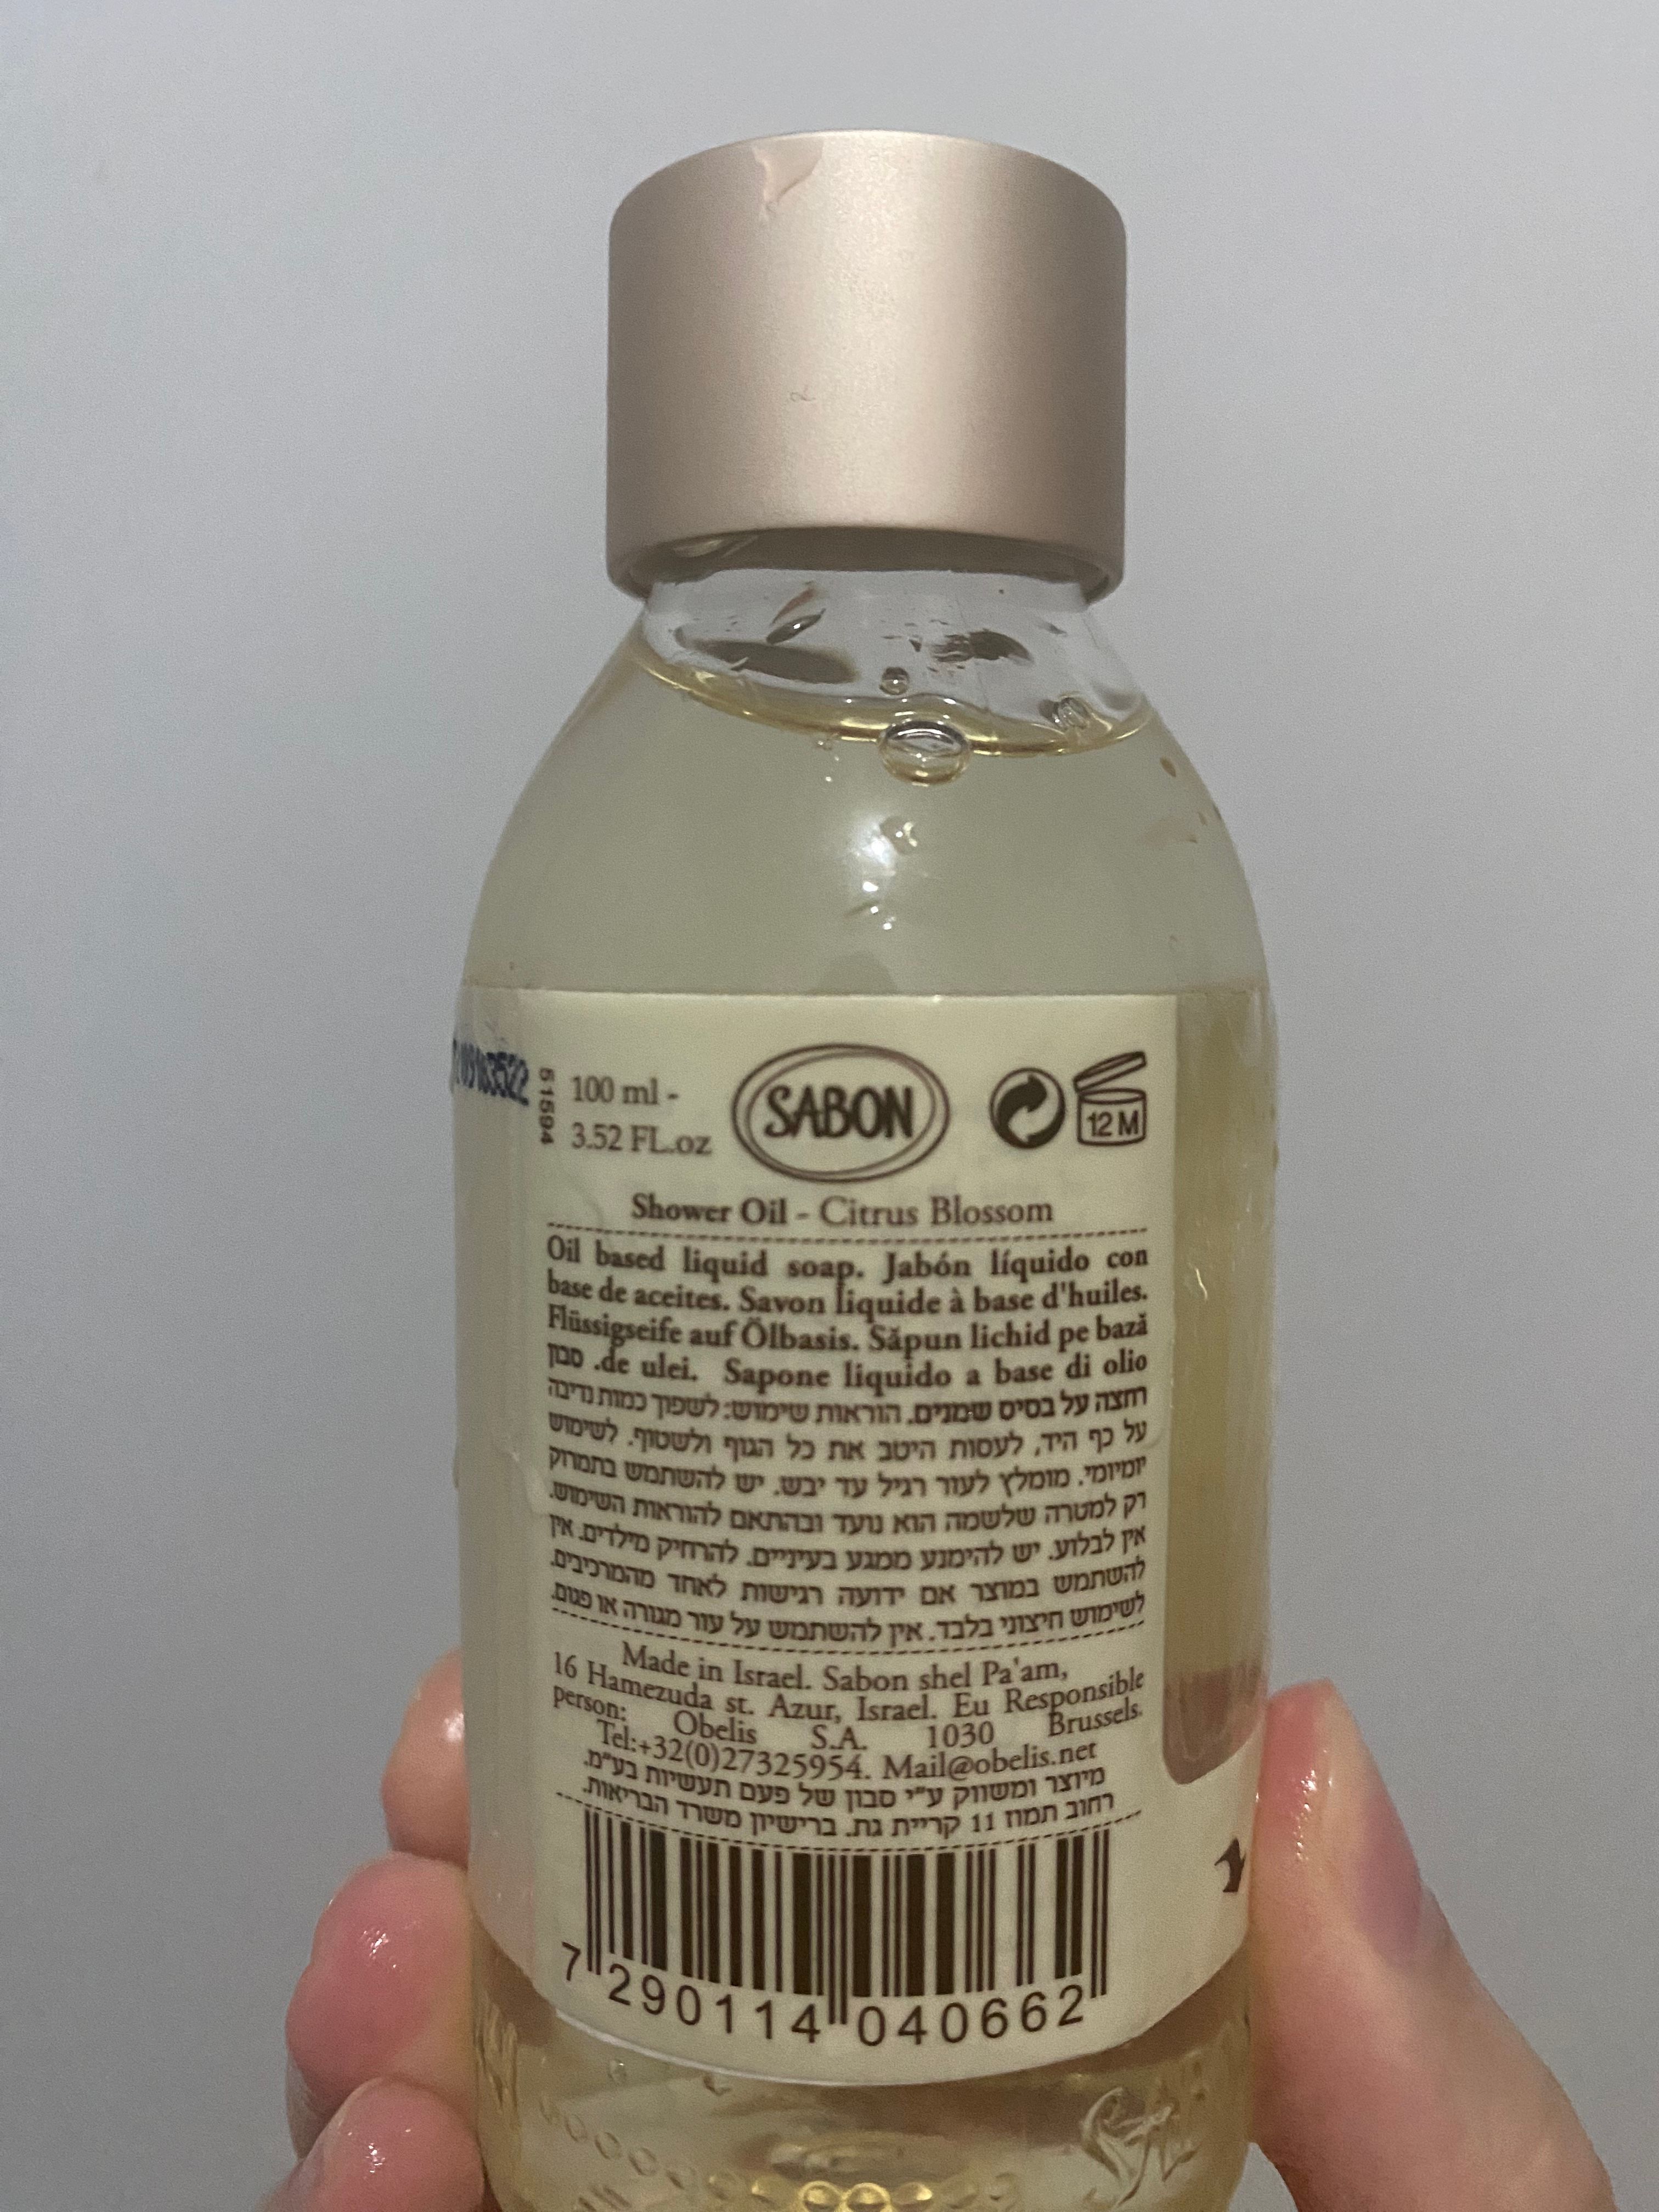 51594
100 ml -
3.52 FL.oz
SABON
12 M
Shower Oil - Citrus Blossom
Oil based liquid soap. Jabón líquido con
base de aceites. Savon liquide à base d'huiles.
Flüssigseife auf Ölbasis. Săpun lichid pe bază
de ulei. Sapone liquido a base di olio. סבון
רחצה על בסיס שמנים. הוראות שימוש: לשפוך כמות נדיבה
על כף היד, לעסות היטב את כל הגוף ולשטוף. לשימוש
יומיומי. מומלץ לעור רגיל עד יבש. יש להשתמש בתמרוק
רק למטרה שלשמה הוא נועד ובהתאם להוראות השימוש.
אין לבלוע. יש להימנע ממגע בעיניים. להרחיק מילדים. אין
להשתמש במוצר אם ידועה רגישות לאחד מהמרכיבים.
לשימוש חיצוני בלבד. אין להשתמש על עור מגורה או פגום.
Made in Israel. Sabon shel Pa'am,
16 Hamezuda st. Azur, Israel. Eu Responsible
person: Obelis S.A. 1030 Brussels.
Tel:+32(0)27325954. Mail@obelis.net
מיוצר ומשווק ע"י סבון של פעם תעשיות בע"מ.
רחוב תמוז 11 קריית גת. ברישיון משרד הבריאות.
7 290114 040662